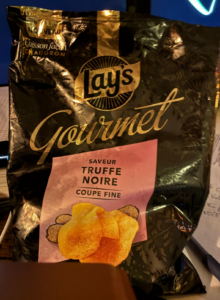 Lay's
Gourmet
SAVEUR
TRUFFE
NOIRE
COUPE FINE